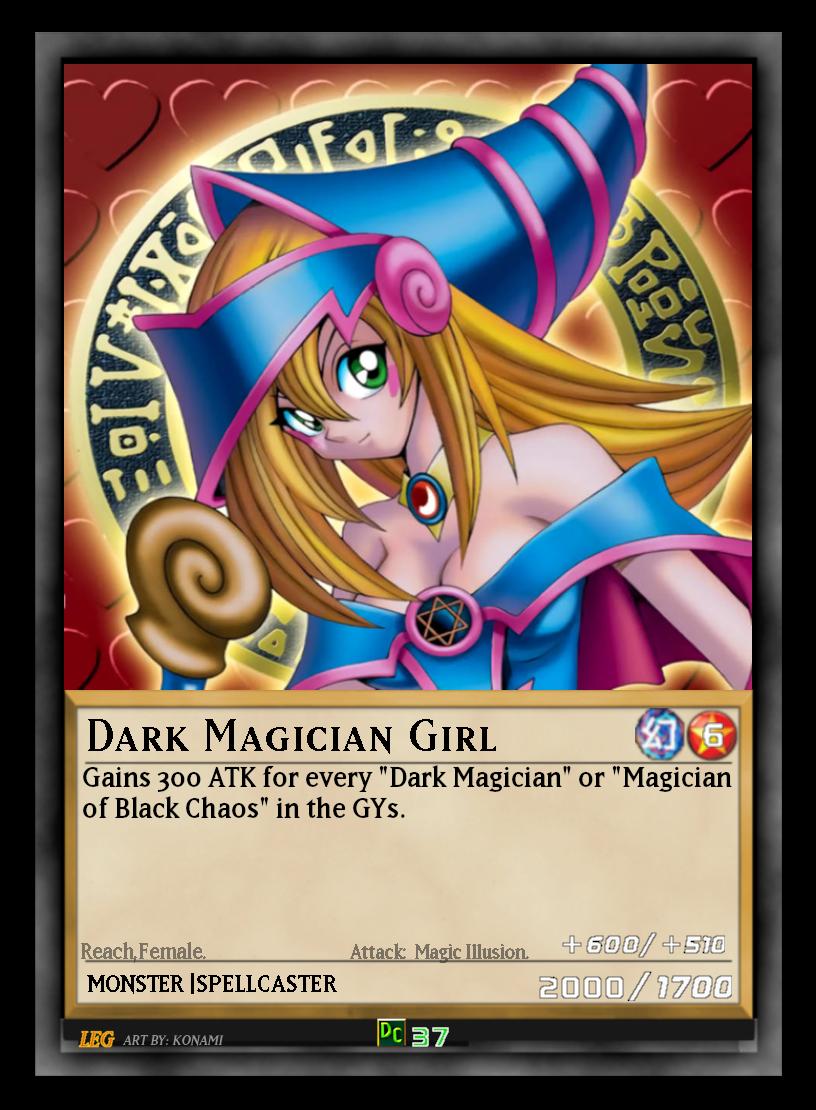 DARK MAGICIAN GIRL 幻 6
Gains 300 ATK for every "Dark Magician" or "Magician
of Black Chaos" in the GYs.
Reach,Female. Attack: Magic Illusion. +600/+510
MONSTER |SPELLCASTER 2000/1700
LEG ART BY: KONAMI DC 37